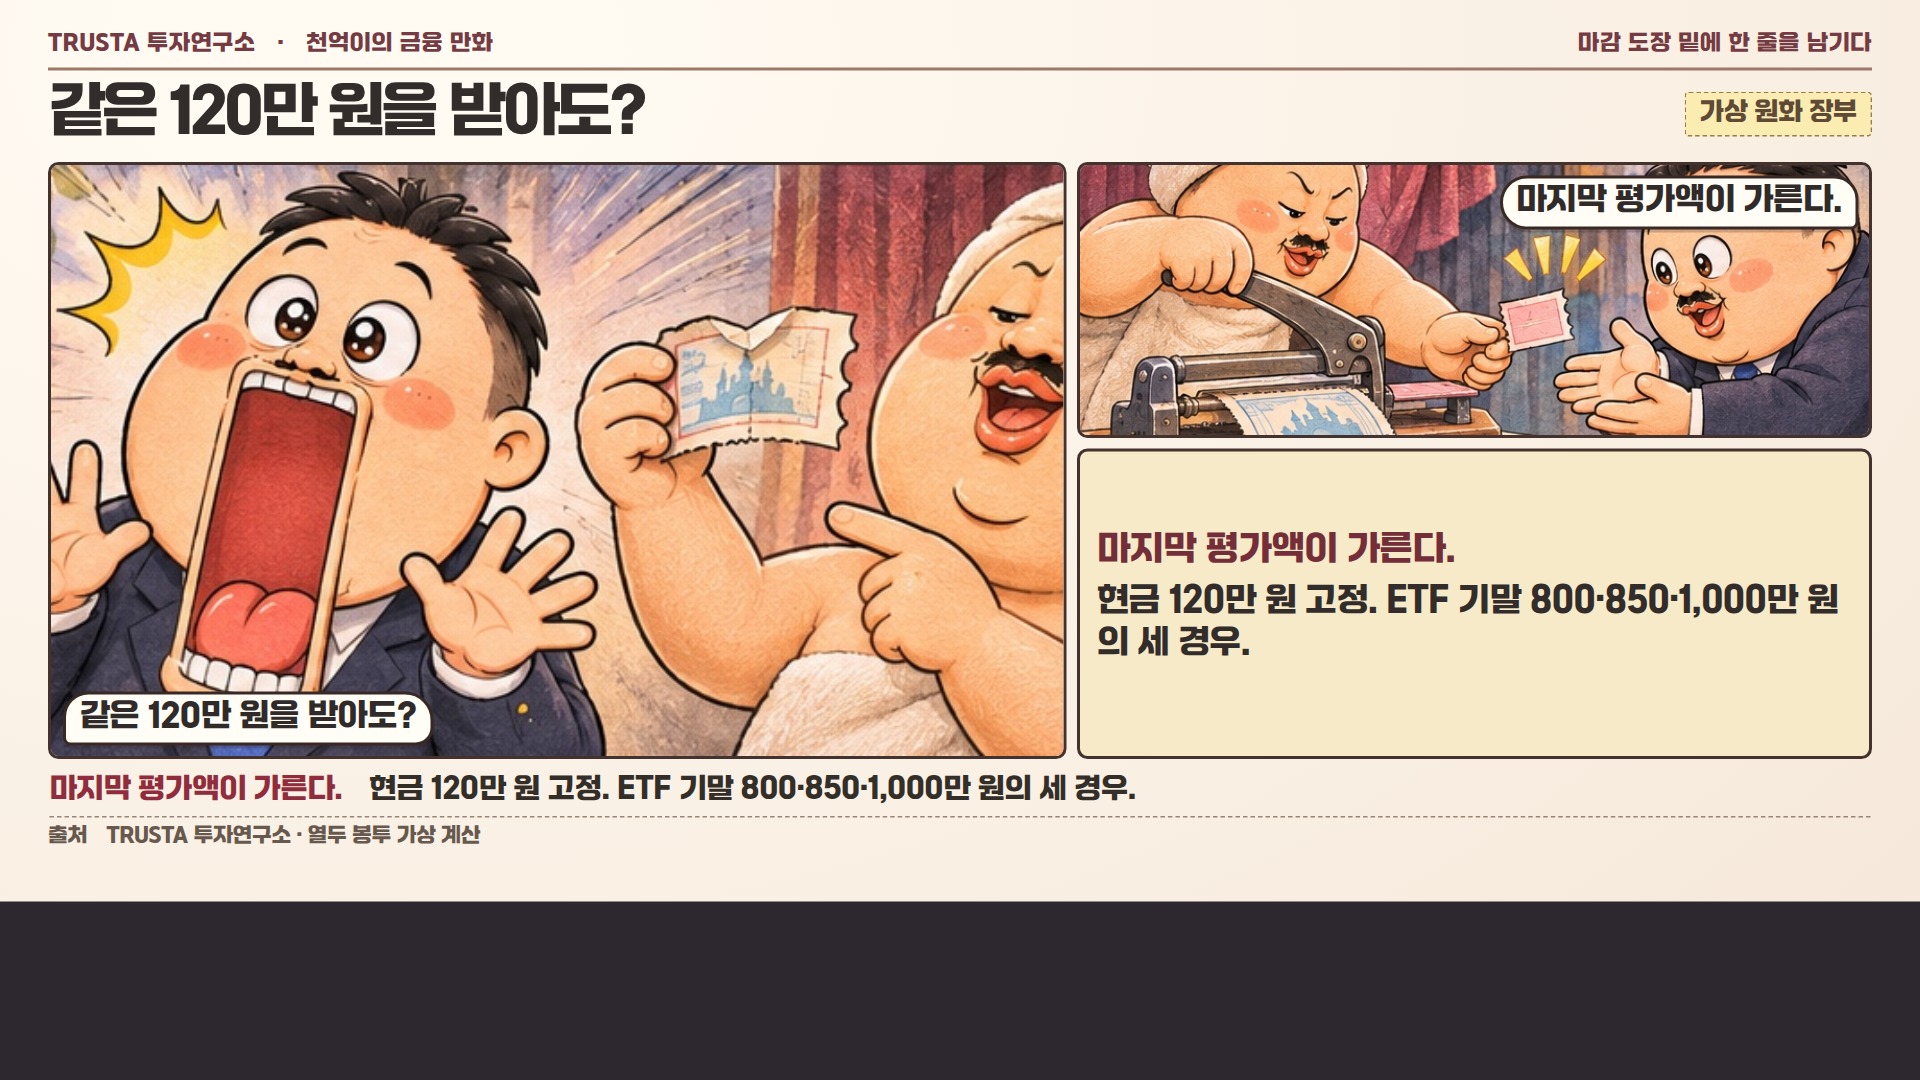 TRUSTA 투자연구소 · 천억이의 금융 만화
마감 도장 밑에 한 줄을 남기다
같은 120만 원을 받아도?
가상 원화 장부
마지막 평가액이 가른다.
같은 120만 원을 받아도?
마지막 평가액이 가른다.
현금 120만 원 고정. ETF 기말 800·850·1,000만 원
의 세 경우.
마지막 평가액이 가른다. 현금 120만 원 고정. ETF 기말 800·850·1,000만 원의 세 경우.
출처 TRUSTA 투자연구소 · 열두 봉투 가상 계산